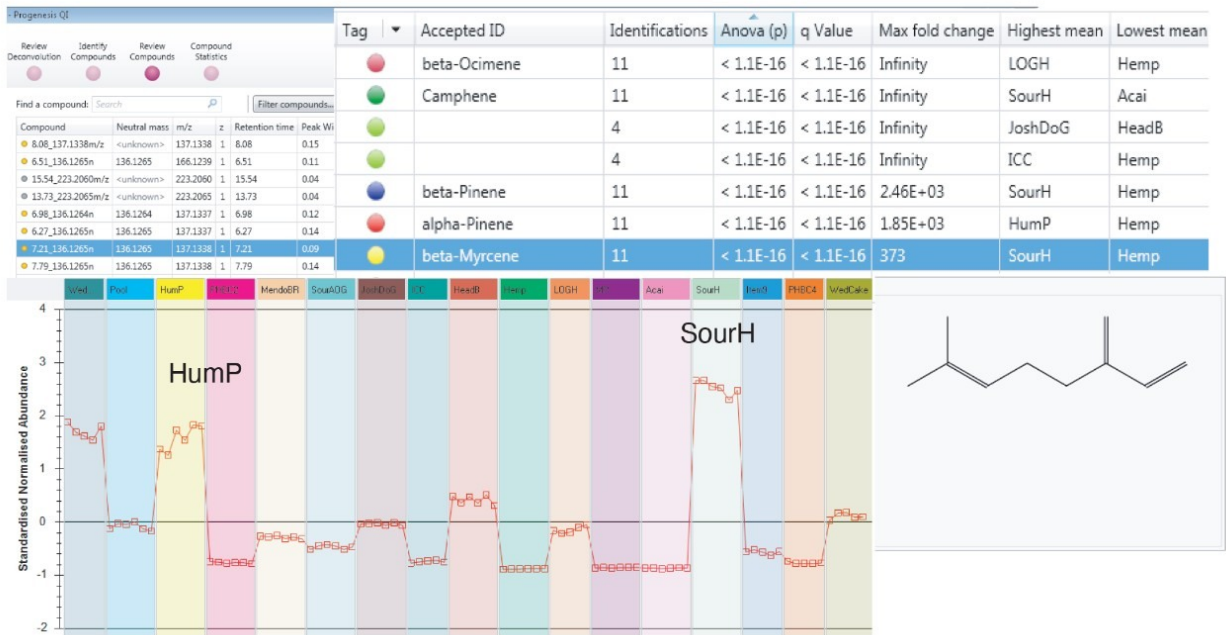 - Progenesis QI
Review Deconvolution
Identify Compounds
Review Compounds
Compound Statistics
Find a compound: Search Filter compounds...
Compound Neutral mass m/z z Retention time Peak Wi
8.08_137.1338m/z <unknown> 137.1338 1 8.08 0.15
6.51_136.1265n 136.1265 166.1239 1 6.51 0.11
15.54_223.2060m/z <unknown> 223.2060 1 15.54 0.04
13.73_223.2065m/z <unknown> 223.2065 1 13.73 0.04
6.98_136.1264n 136.1264 137.1337 1 6.98 0.12
6.27_136.1265n 136.1265 137.1337 1 6.27 0.14
7.21_136.1265n 136.1265 137.1338 1 7.21 0.09
7.79_136.1265n 136.1265 137.1338 1 7.79 0.14
Tag Accepted ID Identifications Anova (p) q Value Max fold change Highest mean Lowest mean
beta-Ocimene 11 < 1.1E-16 < 1.1E-16 Infinity LOGH Hemp
Camphene 11 < 1.1E-16 < 1.1E-16 Infinity SourH Acai
4 < 1.1E-16 < 1.1E-16 Infinity JoshDoG HeadB
4 < 1.1E-16 < 1.1E-16 Infinity ICC Hemp
beta-Pinene 11 < 1.1E-16 < 1.1E-16 2.46E+03 SourH Hemp
alpha-Pinene 11 < 1.1E-16 < 1.1E-16 1.85E+03 HumP Hemp
beta-Myrcene 11 < 1.1E-16 < 1.1E-16 373 SourH Hemp
Wed Pool HumP MendoBR SourAOG JoshDoG ICC HeadB Hemp LOGH Acai SourH PHBC4 WedCake
HumP
SourH
Standardised Normalised Abundance
4
3
2
1
0
-1
-2